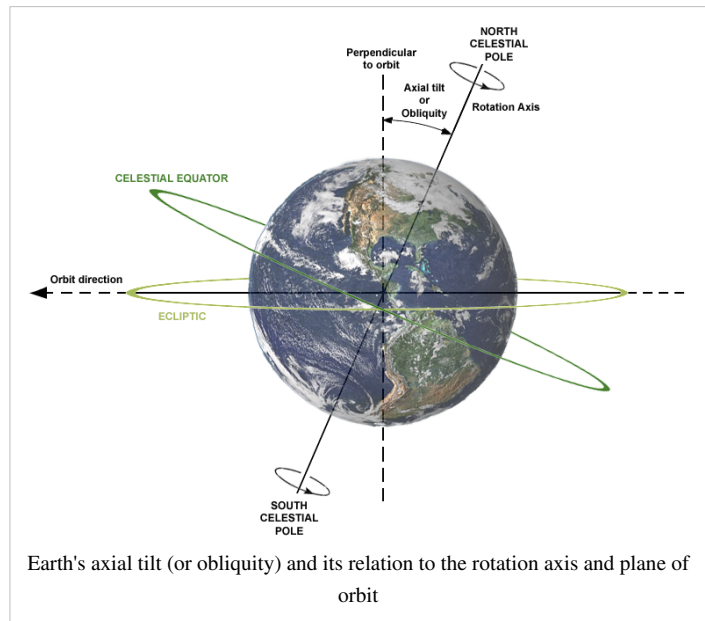 NORTH
CELESTIAL
POLE
Perpendicular
to orbit
Axial tilt
or
Obliquity
Rotation Axis
CELESTIAL EQUATOR
Orbit direction
ECLIPTIC
SOUTH
CELESTIAL
POLE
Earth's axial tilt (or obliquity) and its relation to the rotation axis and plane of
orbit